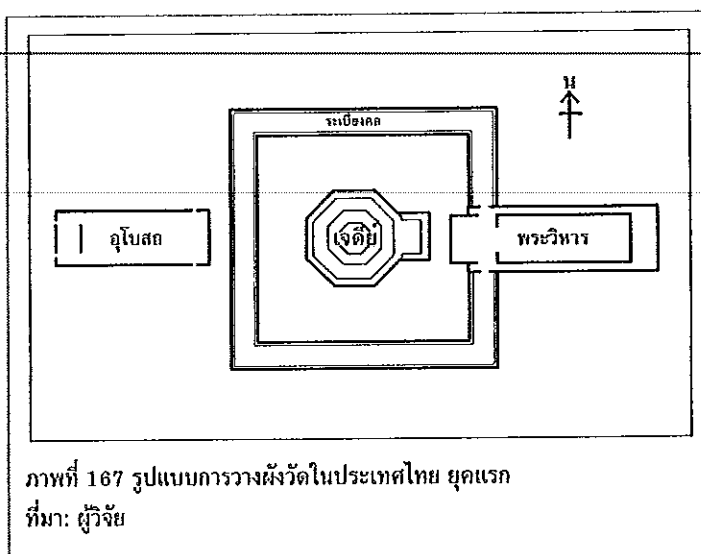 น
ระเบียงคด
อุโบสถ
เจดีย์
พระวิหาร
ภาพที่ 167 รูปแบบการวางผังวัดในประเทศไทย ยุคแรก
ที่มา: ผู้วิจัย